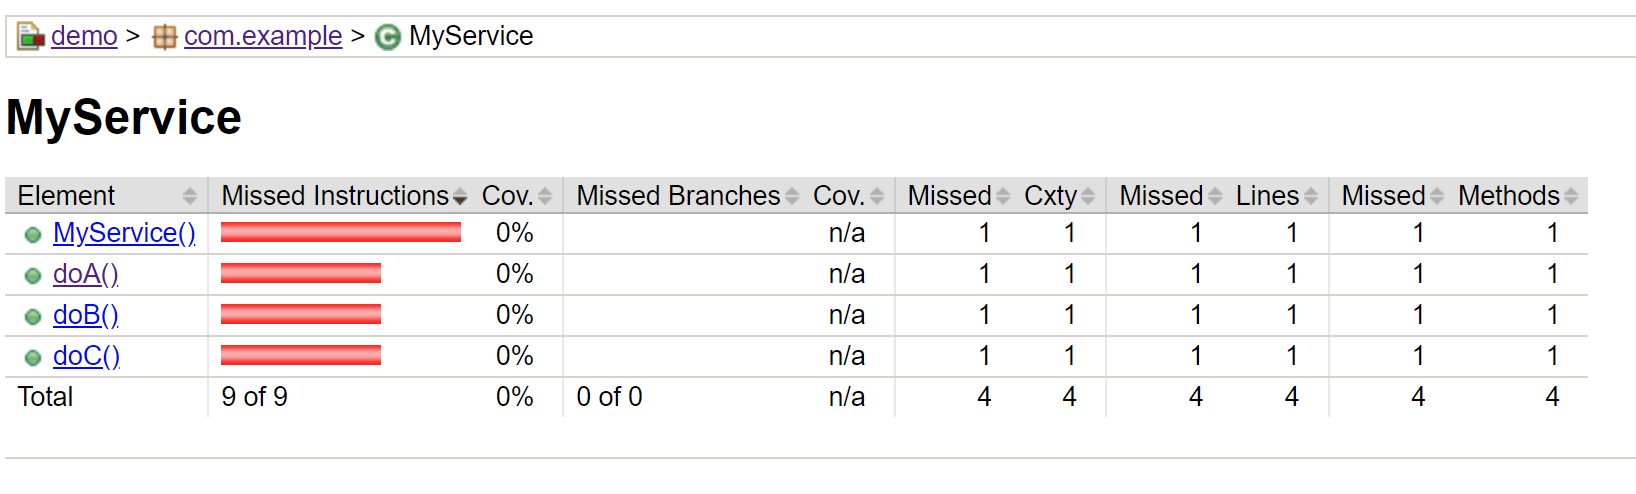 demo > com.example > MyService
MyService
Element Missed Instructions Cov. Missed Branches Cov. Missed Cxty Missed Lines Missed Methods
MyService() 0% n/a 1 1 1 1 1 1
doA() 0% n/a 1 1 1 1 1 1
doB() 0% n/a 1 1 1 1 1 1
doC() 0% n/a 1 1 1 1 1 1
Total 9 of 9 0% 0 of 0 n/a 4 4 4 4 4 4